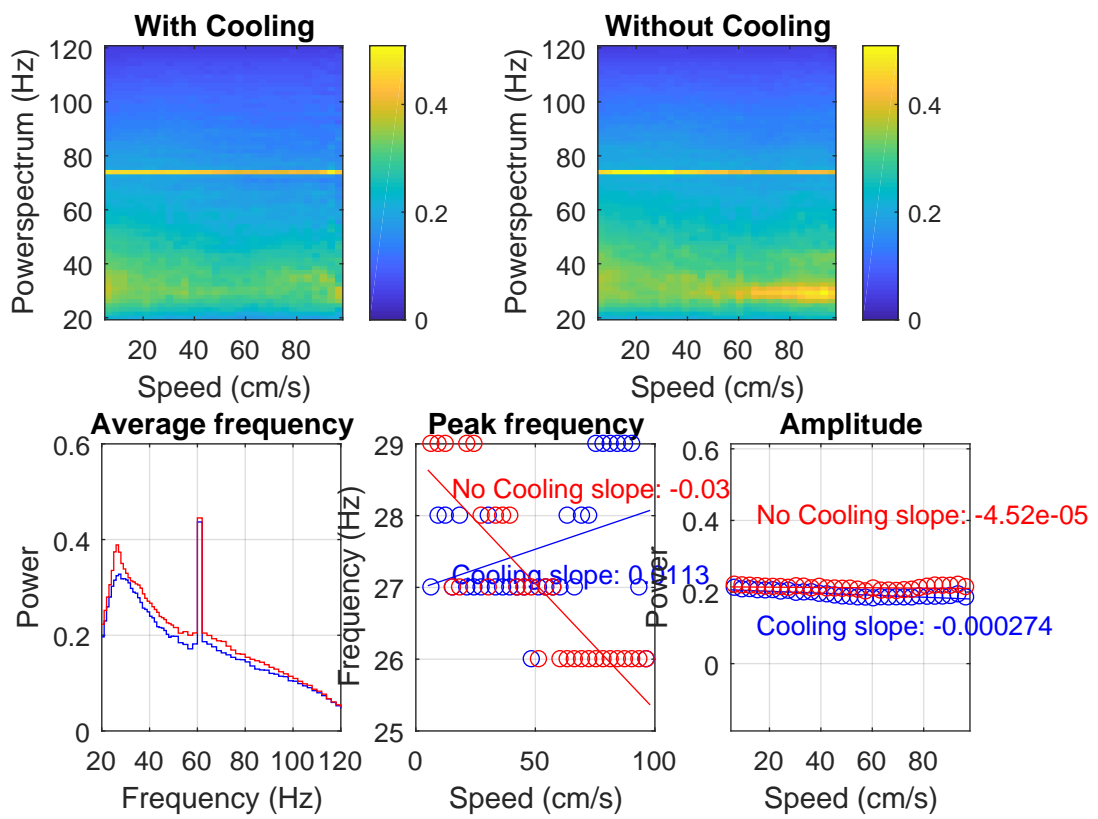 With Cooling
Powerspectrum (Hz)
120
100
80
60
40
20
20 40 60 80
Speed (cm/s)
0.4
0.2
0
Without Cooling
Powerspectrum (Hz)
120
100
80
60
40
20
20 40 60 80
Speed (cm/s)
0.4
0.2
0
Average frequency
Power
0.6
0.4
0.2
0
20 40 60 80 100 120
Frequency (Hz)
Peak frequency
Frequency (Hz)
29
28
27
26
25
No Cooling slope: -0.03
Cooling slope: 0.0113
0 50 100
Speed (cm/s)
Amplitude
Power
0.6
0.4
0.2
0
No Cooling slope: -4.52e-05
Cooling slope: -0.000274
20 40 60 80
Speed (cm/s)